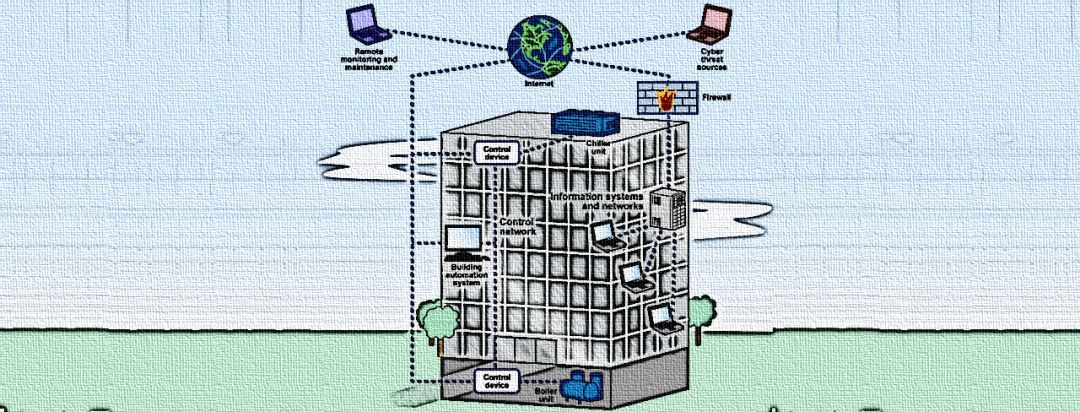 Remote
monitoring and
maintenance
Internet
Cyber
threat
sources
Firewall
Chiller
unit
Control
device
Information systems
and networks
Control
network
Building
automation
system
Control
device
Boiler
unit